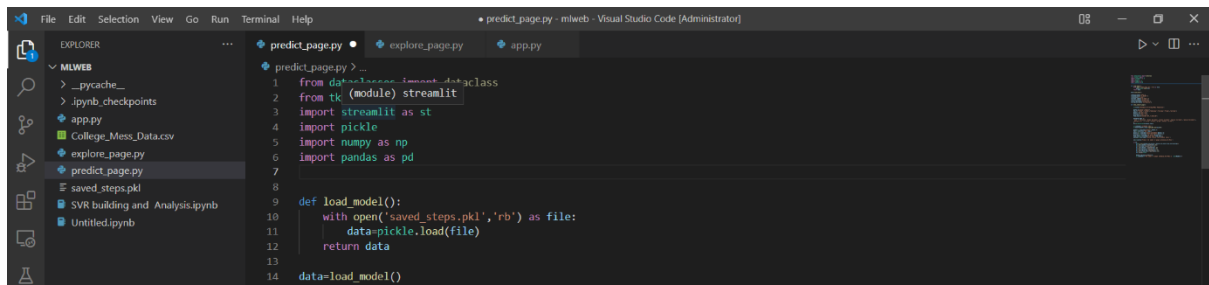 File Edit Selection View Go Run Terminal Help ● predict_page.py - mlweb - Visual Studio Code [Administrator]
EXPLORER ...
predict_page.py ● explore_page.py app.py
MLWEB
> __pycache__
> .ipynb_checkpoints
app.py
College_Mess_Data.csv
explore_page.py
predict_page.py
saved_steps.pkl
SVR building and Analysis.ipynb
Untitled.ipynb
1
predict_page.py > ...
1 from dataclasses import dataclass
2 from tk
(module) streamlit
3 import streamlit as st
4 import pickle
5 import numpy as np
6 import pandas as pd
7
8
9 def load_model():
10 with open('saved_steps.pkl','rb') as file:
11 data=pickle.load(file)
12 return data
13
14 data=load_model()